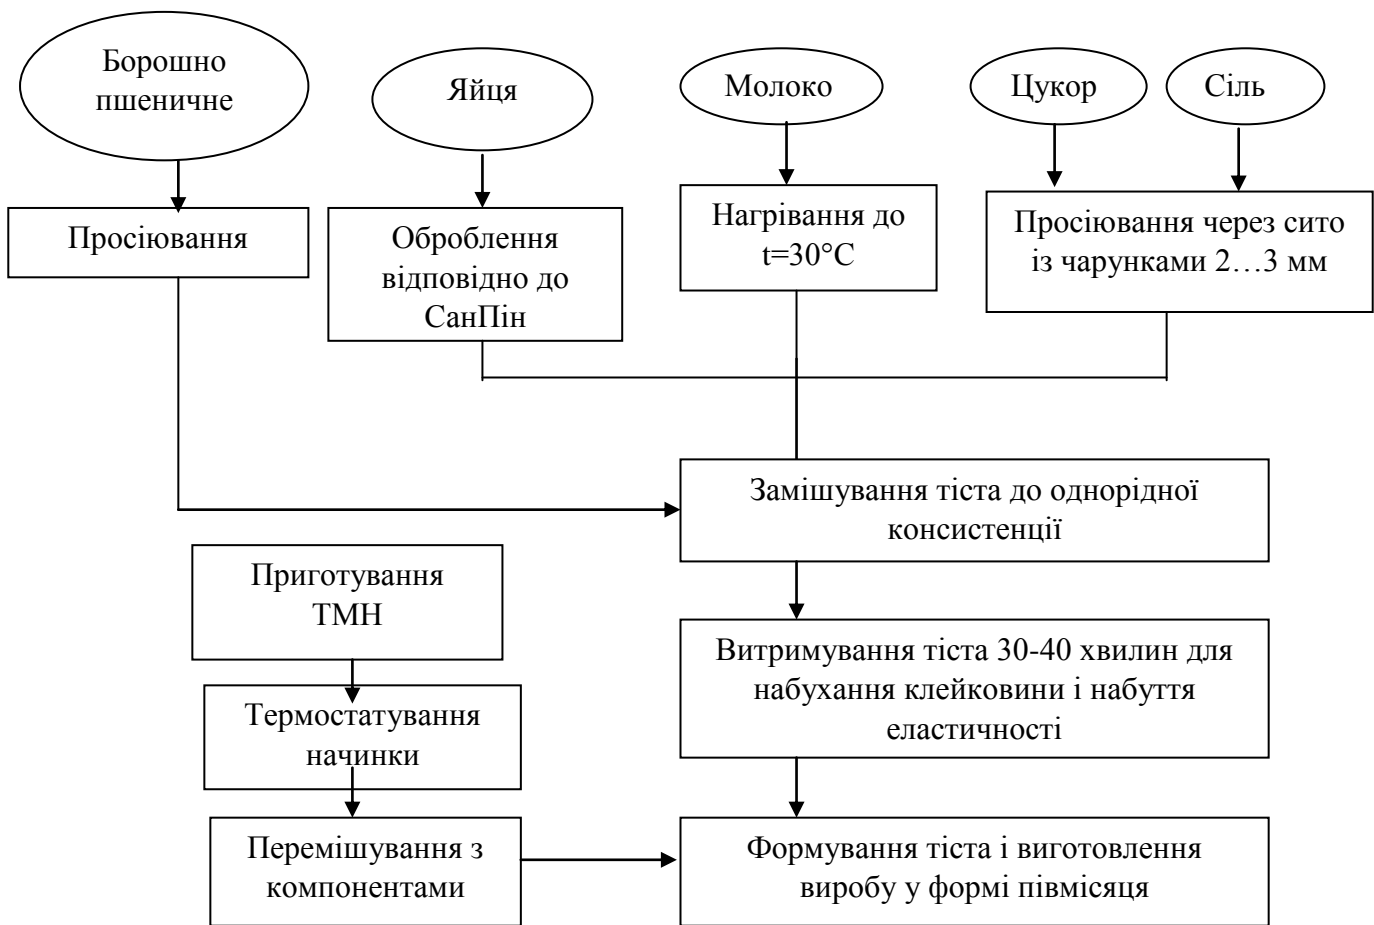 Борошно
пшеничне
Яйця
Молоко
Цукор
Сіль
Просіювання
Оброблення
відповідно до
СанПін
Нагрівання до
t=30°C
Просіювання через сито
із чарунками 2…3 мм
Замішування тіста до однорідної
консистенції
Приготування
ТМН
Витримування тіста 30-40 хвилин для
набухання клейковини і набуття
еластичності
Термостатування
начинки
Перемішування з
компонентами
Формування тіста і виготовлення
виробу у формі півмісяця